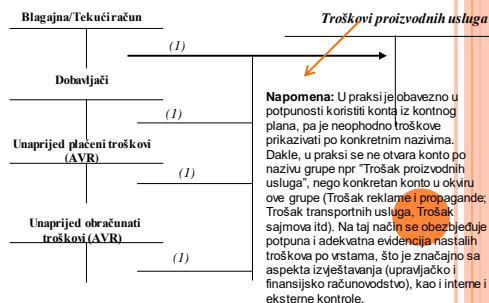 Blagajna/Tekući račun
Troškovi proizvodnih usluga
(1)
Dobavljači
(1)
Unaprijed plaćeni troškovi
(AVR)
(1)
Unaprijed obračunati
troškovi (AVR)
(1)
Napomena: U praksi je obavezno u
potpunosti koristiti konta iz kontnog
plana, pa je neophodno troškove
prikazivati po konkretnim nazivima.
Dakle, u praksi se ne otvara konto po
nazivu grupe npr "Trošak proizvodnih
usluga", nego konkretan konto u okviru
ove grupe (Trošak reklame i propagande;
Trošak transportnih usluga, Trošak
sajmova itd). Na taj način se obezbjeđuje
potpuna i adekvatna evidencija nastalih
troškova po vrstama, što je značajno sa
aspekta izvještavanja (upravljačko i
finansijsko računovodstvo), kao i interne i
eksterne kontrole.